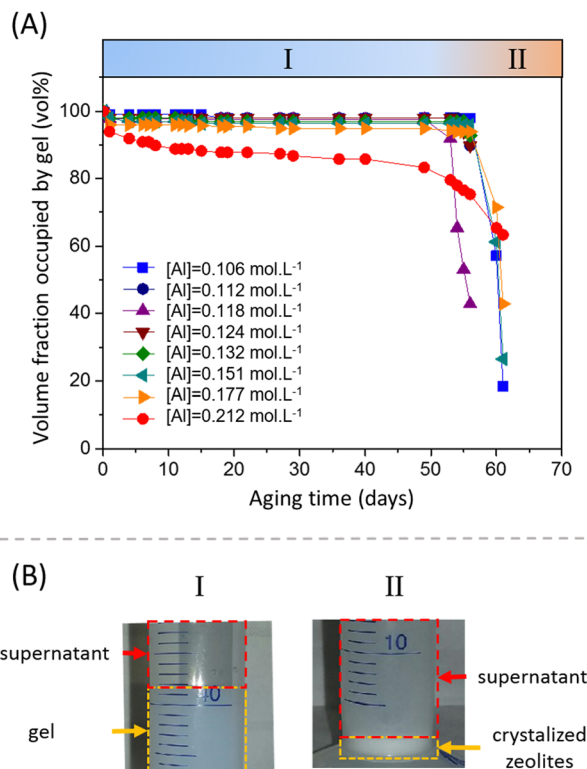 (A)
I
II
Volume fraction occupied by gel (vol%)
100
80
60
40
20
0
[Al]=0.106 mol.L-1
[Al]=0.112 mol.L-1
[Al]=0.118 mol.L-1
[Al]=0.124 mol.L-1
[Al]=0.132 mol.L-1
[Al]=0.151 mol.L-1
[Al]=0.177 mol.L-1
[Al]=0.212 mol.L-1
0 10 20 30 40 50 60 70
Aging time (days)
(B)
I
II
supernatant
gel
40
10
supernatant
crystalized
zeolites